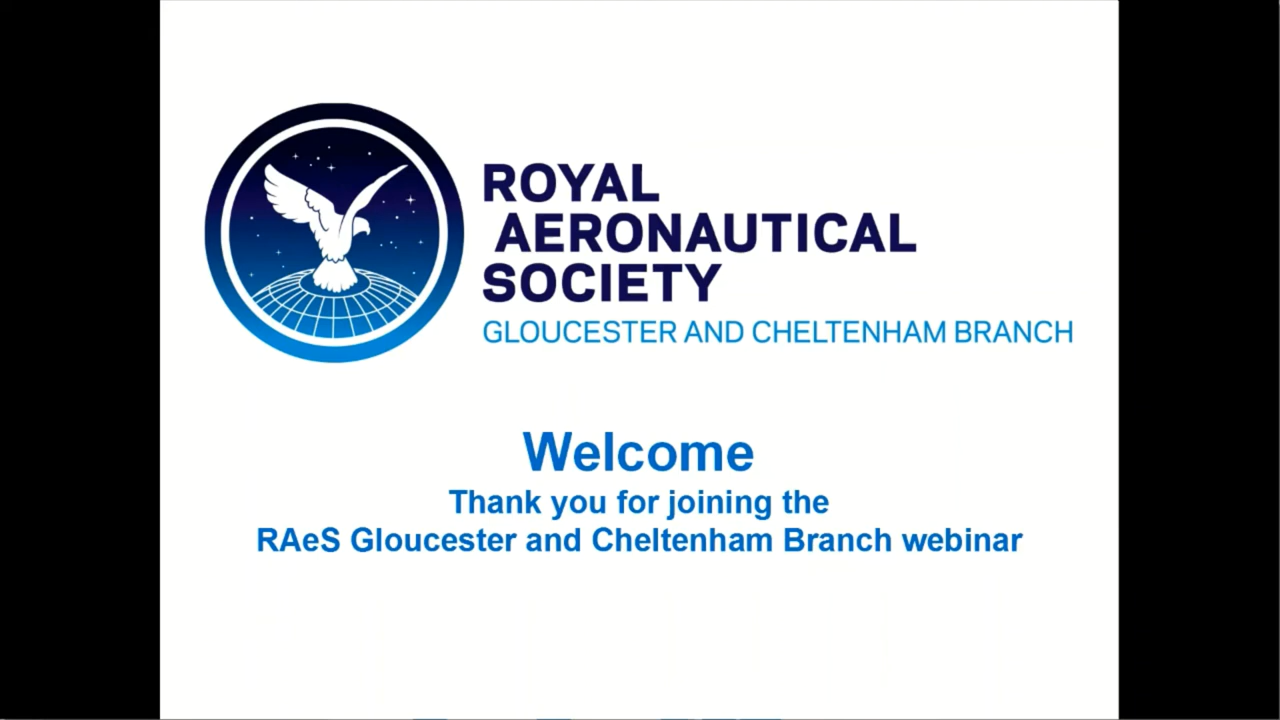 ROYAL
AERONAUTICAL
SOCIETY
GLOUCESTER AND CHELTENHAM BRANCH
Welcome
Thank you for joining the
RAeS Gloucester and Cheltenham Branch webinar